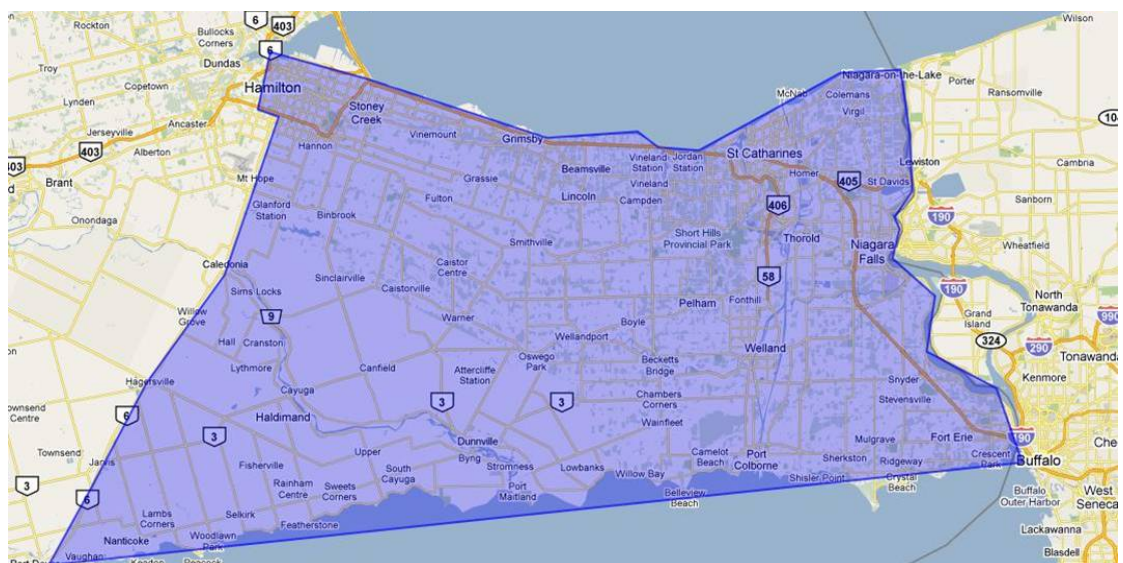 Rockton
6
403
Wilson
Bullocks
Corners
6
403
Troy
Dundas
Niagara-on-the-Lake
Porter
Copetown
Hamilton
McNab
Colemans
Ransomville
Lynden
Stoney
Creek
Virgil
Ancaster
Jerseyville
Vinemount
Grimsby
403
Alberton
Hannon
Vineland
Station
Jordan
Station
St Catharines
Lewiston
Cambria
403
Brant
Mt Hope
Grassie
Beamsville
Homer
405
St Davids
Vineland
Lincoln
Campden
Fulton
406
Sanborn
Onondaga
Glanford
Station
Binbrook
190
Short Hills
Provincial Park
Thorold
Niagara
Falls
Wheatfield
Smithville
Caledonia
Caistor
Centre
Sinclairville
58
Sims Locks
Caistorville
190
North
Tonawanda
Pelham
Fonthill
Willow
Grove
9
Warner
Boyle
Grand
Island
990
Hall
Cranston
Wellandport
Welland
324
290
Tonawanda
Oswego
Park
Becketts
Bridge
Lythmore
Canfield
Attercliffe
Station
Hagersville
Cayuga
Snyder
Kenmore
Chambers
Corners
Stevensville
3
3
Townsend
Centre
6
Haldimand
Wainfleet
3
Dunnville
Mulgrave
Fort Erie
190
Townsend
Jarvis
Upper
Byng
Camelot
Beach
Port
Colborne
Sherkston
Ridgeway
Crescent
Park
Buffalo
Fisherville
South
Cayuga
Stromness
Lowbanks
Willow Bay
Shisler Point
Crystal
Beach
3
6
Rainham
Centre
Sweets
Corners
Port
Maitland
Belleview
Beach
Buffalo
Outer Harbor
West
Seneca
Lambs
Corners
Selkirk
Featherstone
Lackawanna
Nanticoke
Woodlawn
Park
Blasdell
Vaughan